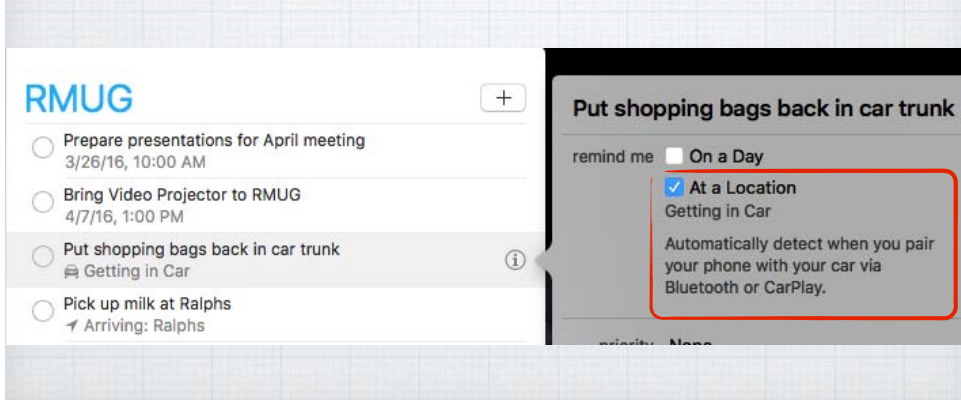 RMUG
+
Prepare presentations for April meeting
3/26/16, 10:00 AM
Bring Video Projector to RMUG
4/7/16, 1:00 PM
Put shopping bags back in car trunk
Getting in Car
Pick up milk at Ralphs
Arriving: Ralphs
Put shopping bags back in car trunk
remind me On a Day
At a Location
Getting in Car
Automatically detect when you pair
your phone with your car via
Bluetooth or CarPlay.
priority None